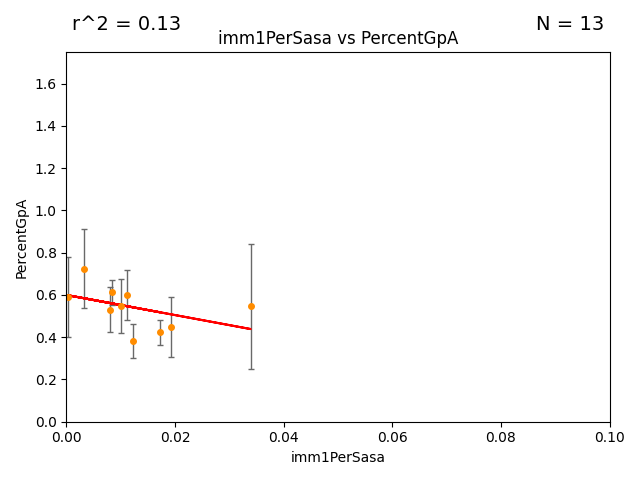 r^2 = 0.13
N = 13
imm1PerSasa vs PercentGpA
PercentGpA
1.6
1.4
1.2
1.0
0.8
0.6
0.4
0.2
0.0
0.00 0.02 0.04 0.06 0.08 0.10
imm1PerSasa